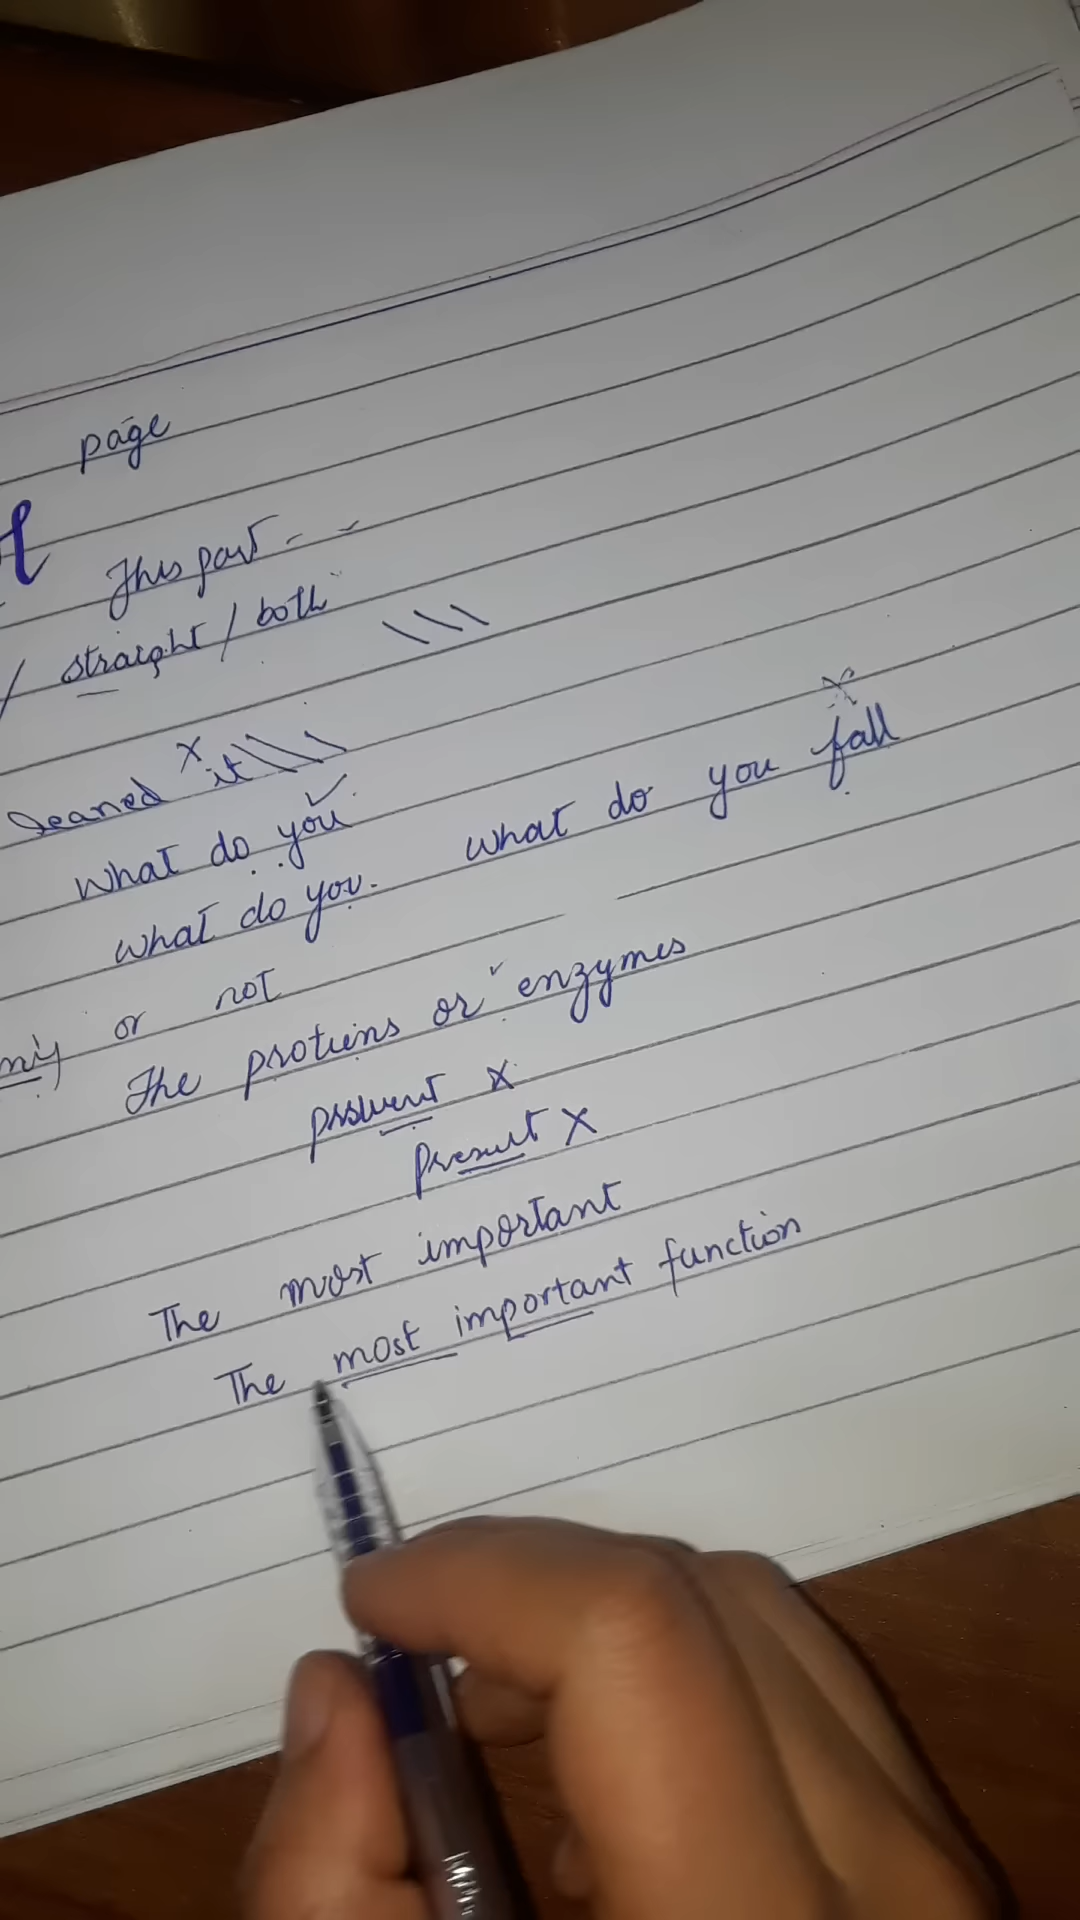 page
This part - -
/ straight / both
leaned x it \\\\
What do you ✓
what do you fall x
what do you.
or not
The protiens or ✓ enzymes
x
Present X
The most important
The most important function